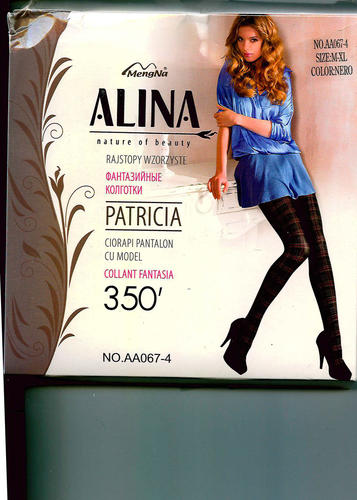 MengNa
ALINA
nature of beauty
RAJSTOPY WZORZYSTE
ФАНТАЗИЙНЫЕ
КОЛГОТКИ
PATRICIA
CIORAPI PANTALON
CU MODEL
COLLANT FANTASIA
350'
NO.AA067-4
NO.AA067-4
SIZE:M-XL
COLOR:NERO